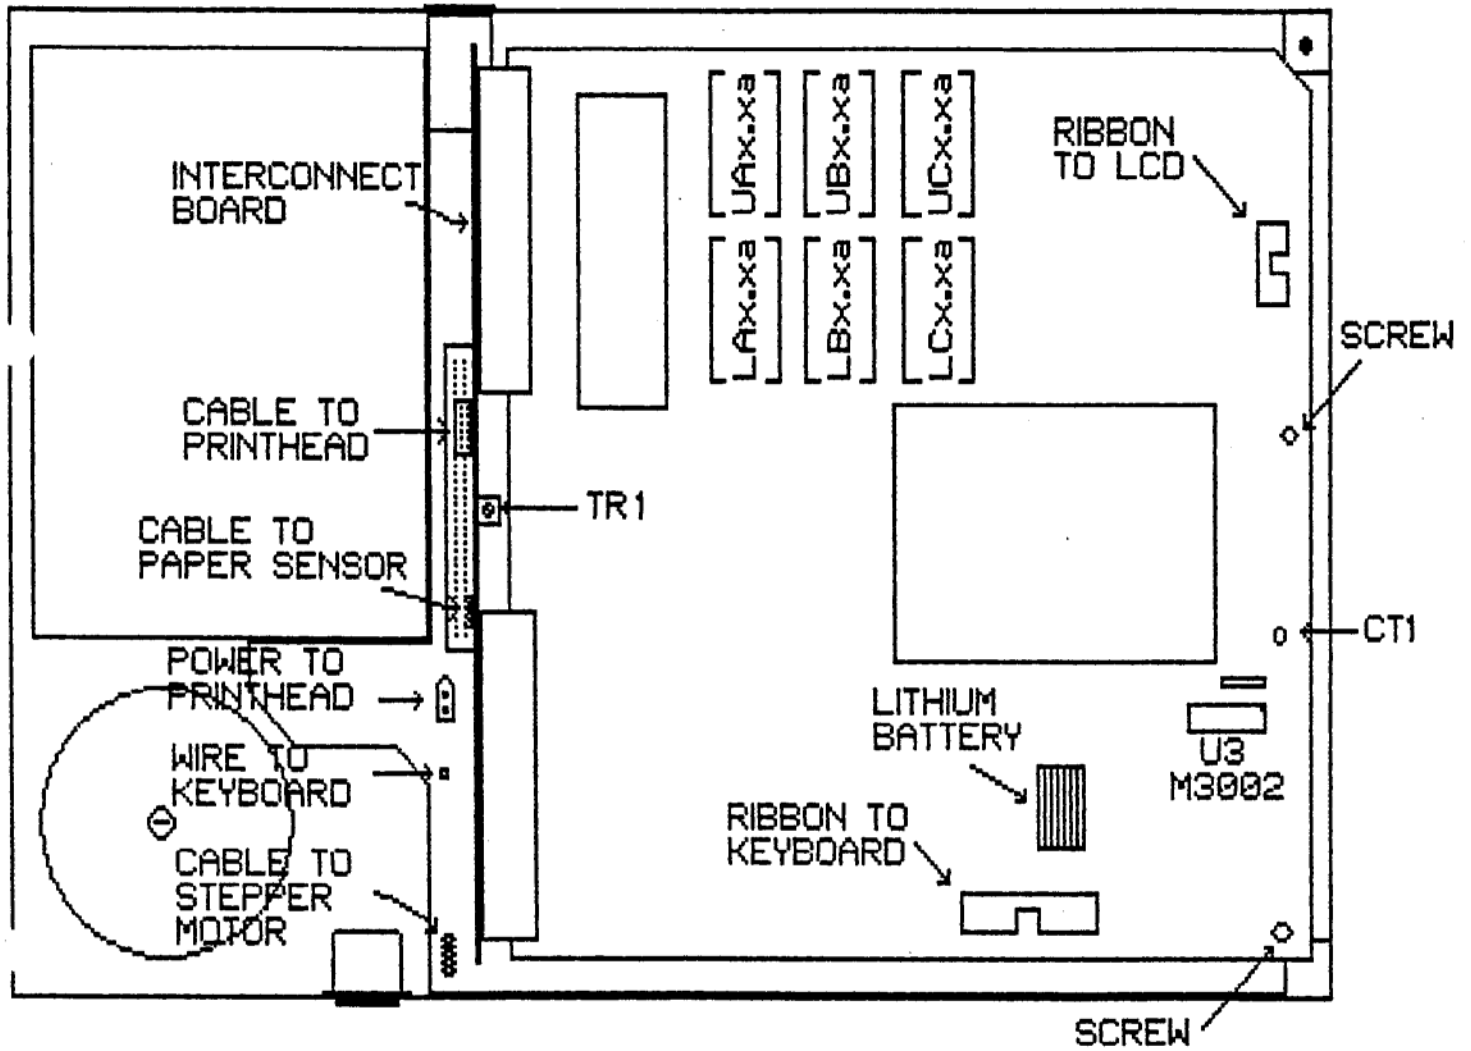 INTERCONNECT
BOARD
CABLE TO
PRINTHEAD
CABLE TO
PAPER SENSOR
POWER TO
PRINTHEAD
WIRE TO
KEYBOARD
CABLE TO
STEPPER
MOTOR
TR1
UAx.xa
UBx.xa
UCx.xa
LAx.xa
LBx.xa
LCx.xa
RIBBON
TO LCD
SCREW
CT1
LITHIUM
BATTERY
U3
M3002
RIBBON TO
KEYBOARD
SCREW